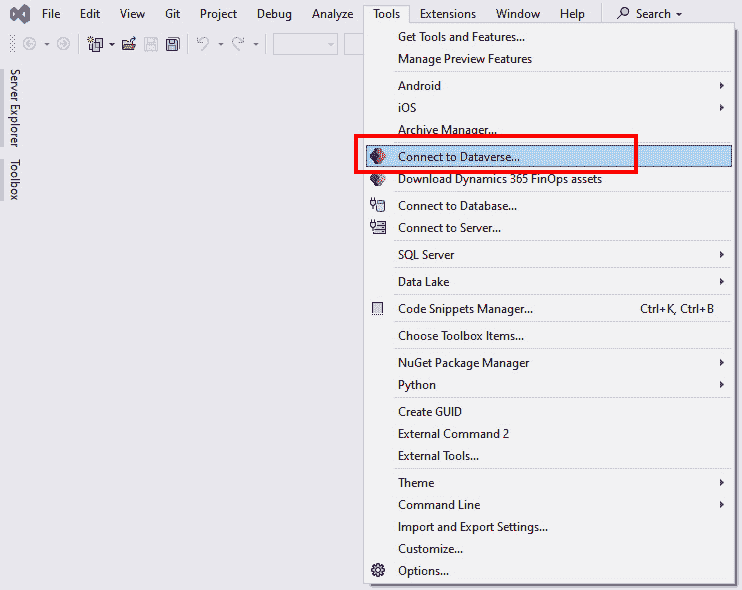 File Edit View Git Project Debug Analyze Tools Extensions Window Help Search
Server Explorer
Toolbox
Get Tools and Features...
Manage Preview Features
Android
iOS
Archive Manager...
Connect to Dataverse...
Download Dynamics 365 FinOps assets
Connect to Database...
Connect to Server...
SQL Server
Data Lake
Code Snippets Manager... Ctrl+K, Ctrl+B
Choose Toolbox Items...
NuGet Package Manager
Python
Create GUID
External Command 2
External Tools...
Theme
Command Line
Import and Export Settings...
Customize...
Options...